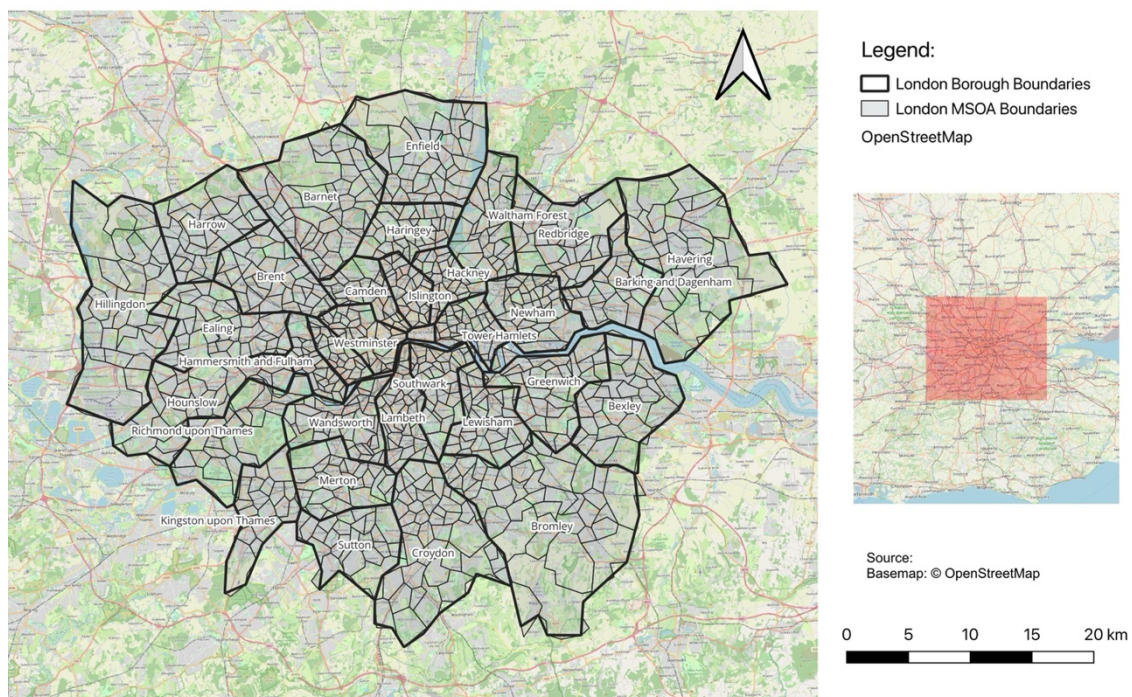 Legend:
London Borough Boundaries
London MSOA Boundaries
OpenStreetMap
Enfield
Barnet
Waltham Forest
Harrow
Haringey
Redbridge
Havering
Hackney
Brent
Barking and Dagenham
Camden
Islington
Hillingdon
Newham
Ealing
Tower Hamlets
Westminster
Hammersmith and Fulham
Southwark
Greenwich
Hounslow
Bexley
Lambeth
Wandsworth
Lewisham
Richmond upon Thames
Merton
Kingston upon Thames
Bromley
Sutton
Croydon
Source:
Basemap: © OpenStreetMap
0 5 10 15 20 km